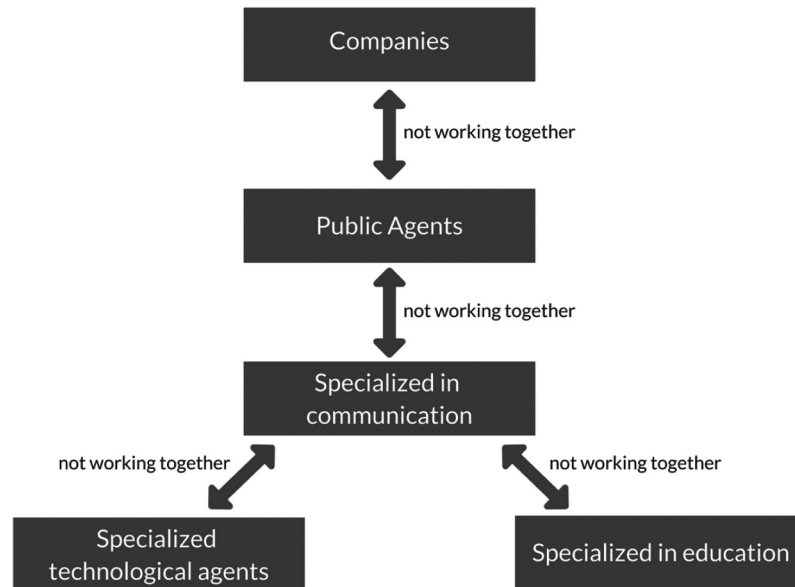 Companies
not working together
Public Agents
not working together
Specialized in
communication
not working together
not working together
Specialized
technological agents
Specialized in education